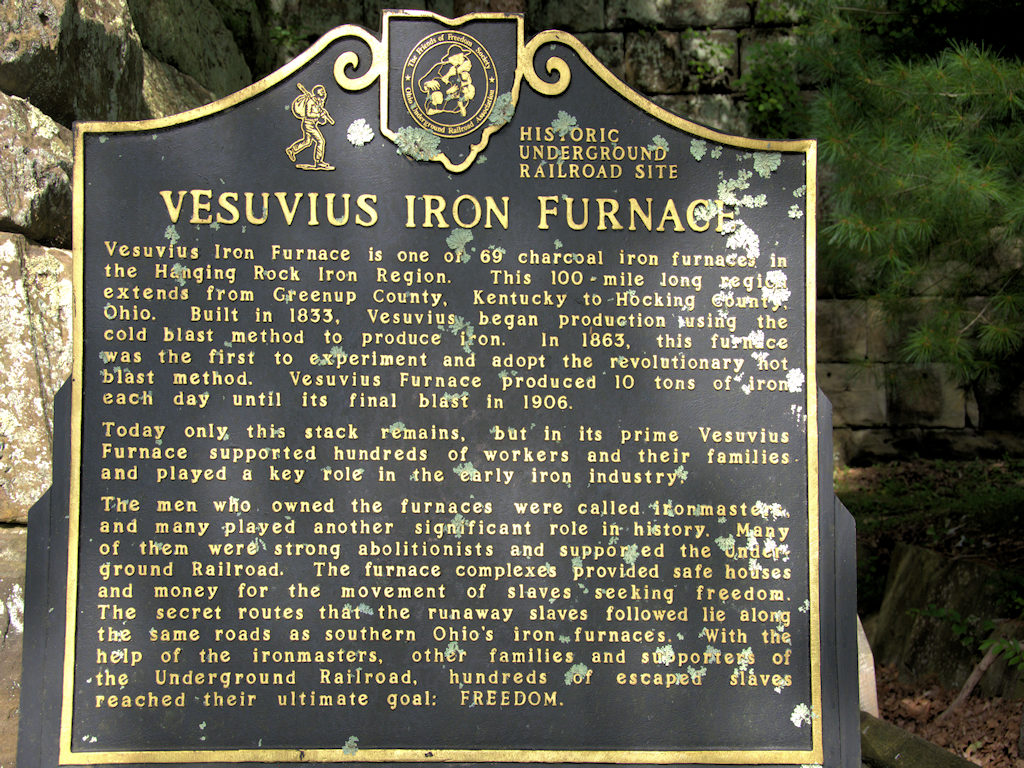 The Friends of Freedom Society
Ohio Underground Railroad Association
HISTORIC
UNDERGROUND
RAILROAD SITE
VESUVIUS IRON FURNACE
Vesuvius Iron Furnace is one of 69 charcoal iron furnaces in
the Hanging Rock Iron Region. This 100-mile long region
extends from Greenup County, Kentucky to Hocking County,
Ohio. Built in 1833, Vesuvius began production using the
cold blast method to produce iron. In 1863, this furnace
was the first to experiment and adopt the revolutionary hot
blast method. Vesuvius Furnace produced 10 tons of iron
each day until its final blast in 1906.
Today only this stack remains, but in its prime Vesuvius
Furnace supported hundreds of workers and their families
and played a key role in the early iron industry.
The men who owned the furnaces were called ironmasters,
and many played another significant role in history. Many
of them were strong abolitionists and supported the Under-
ground Railroad. The furnace complexes provided safe houses
and money for the movement of slaves seeking freedom.
The secret routes that the runaway slaves followed lie along
the same roads as southern Ohio's iron furnaces. With the
help of the ironmasters, other families and supporters of
the Underground Railroad, hundreds of escaped slaves
reached their ultimate goal: FREEDOM.